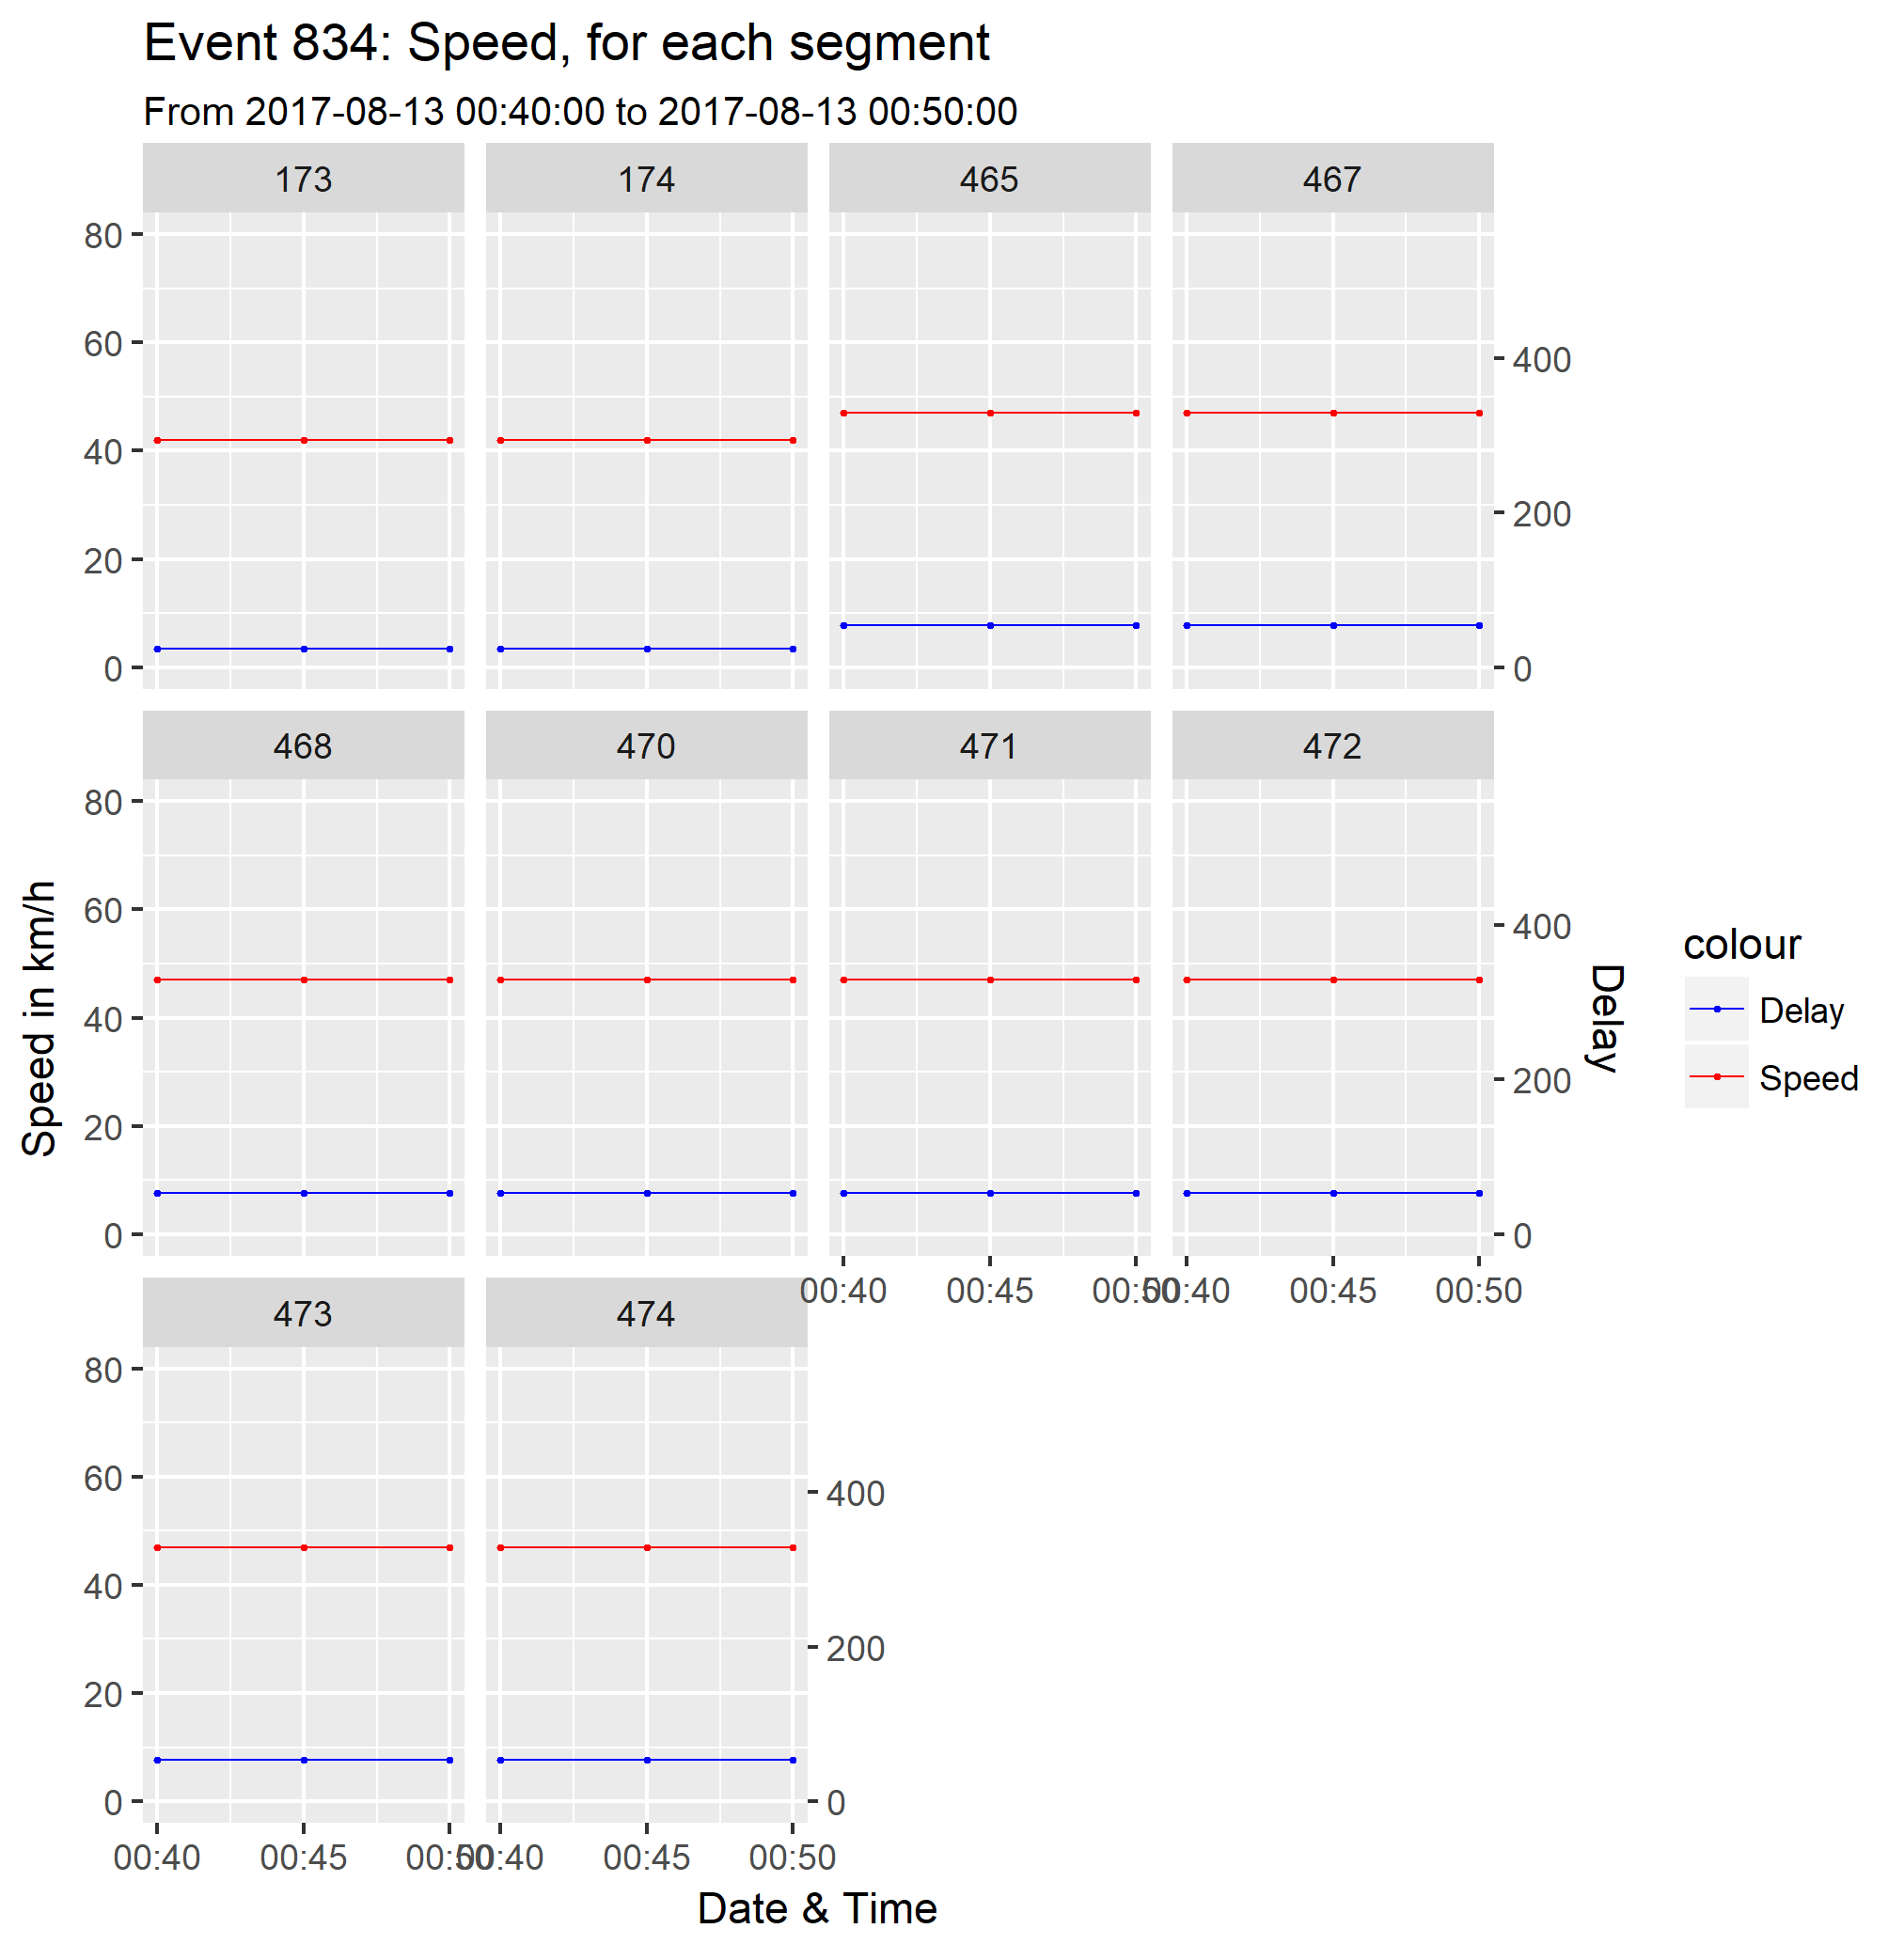 Event 834: Speed, for each segment
From 2017-08-13 00:40:00 to 2017-08-13 00:50:00
173 174 465 467
80
60
40
20
0
400
200
0
468 470 471 472
80
60
40
20
0
400
200
0
00:40 00:45 00:50 00:40 00:45 00:50
473 474
80
60
40
20
0
400
200
0
00:40 00:45 00:50 00:40 00:45 00:50
Date & Time
Speed in km/h
Delay
colour
Delay
Speed